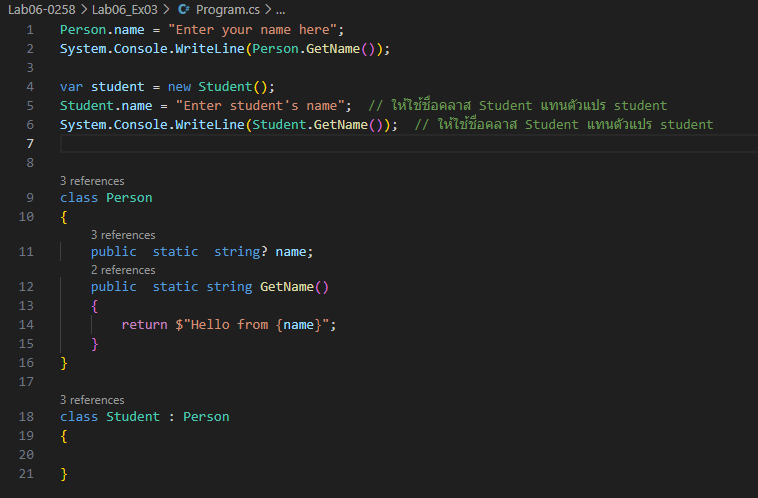 Lab06-0258 > Lab06_Ex03 > C# Program.cs > ...
1 Person.name = "Enter your name here";
2 System.Console.WriteLine(Person.GetName());
3
4 var student = new Student();
5 Student.name = "Enter student's name";  // ให้ใช้ชื่อคลาส Student แทนตัวแปร student
6 System.Console.WriteLine(Student.GetName());  // ให้ใช้ชื่อคลาส Student แทนตัวแปร student
7
8
3 references
9 class Person
10 {
3 references
11     public  static  string? name;
2 references
12     public  static string GetName()
13     {
14         return $"Hello from {name}";
15     }
16 }
17
3 references
18 class Student : Person
19 {
20
21 }